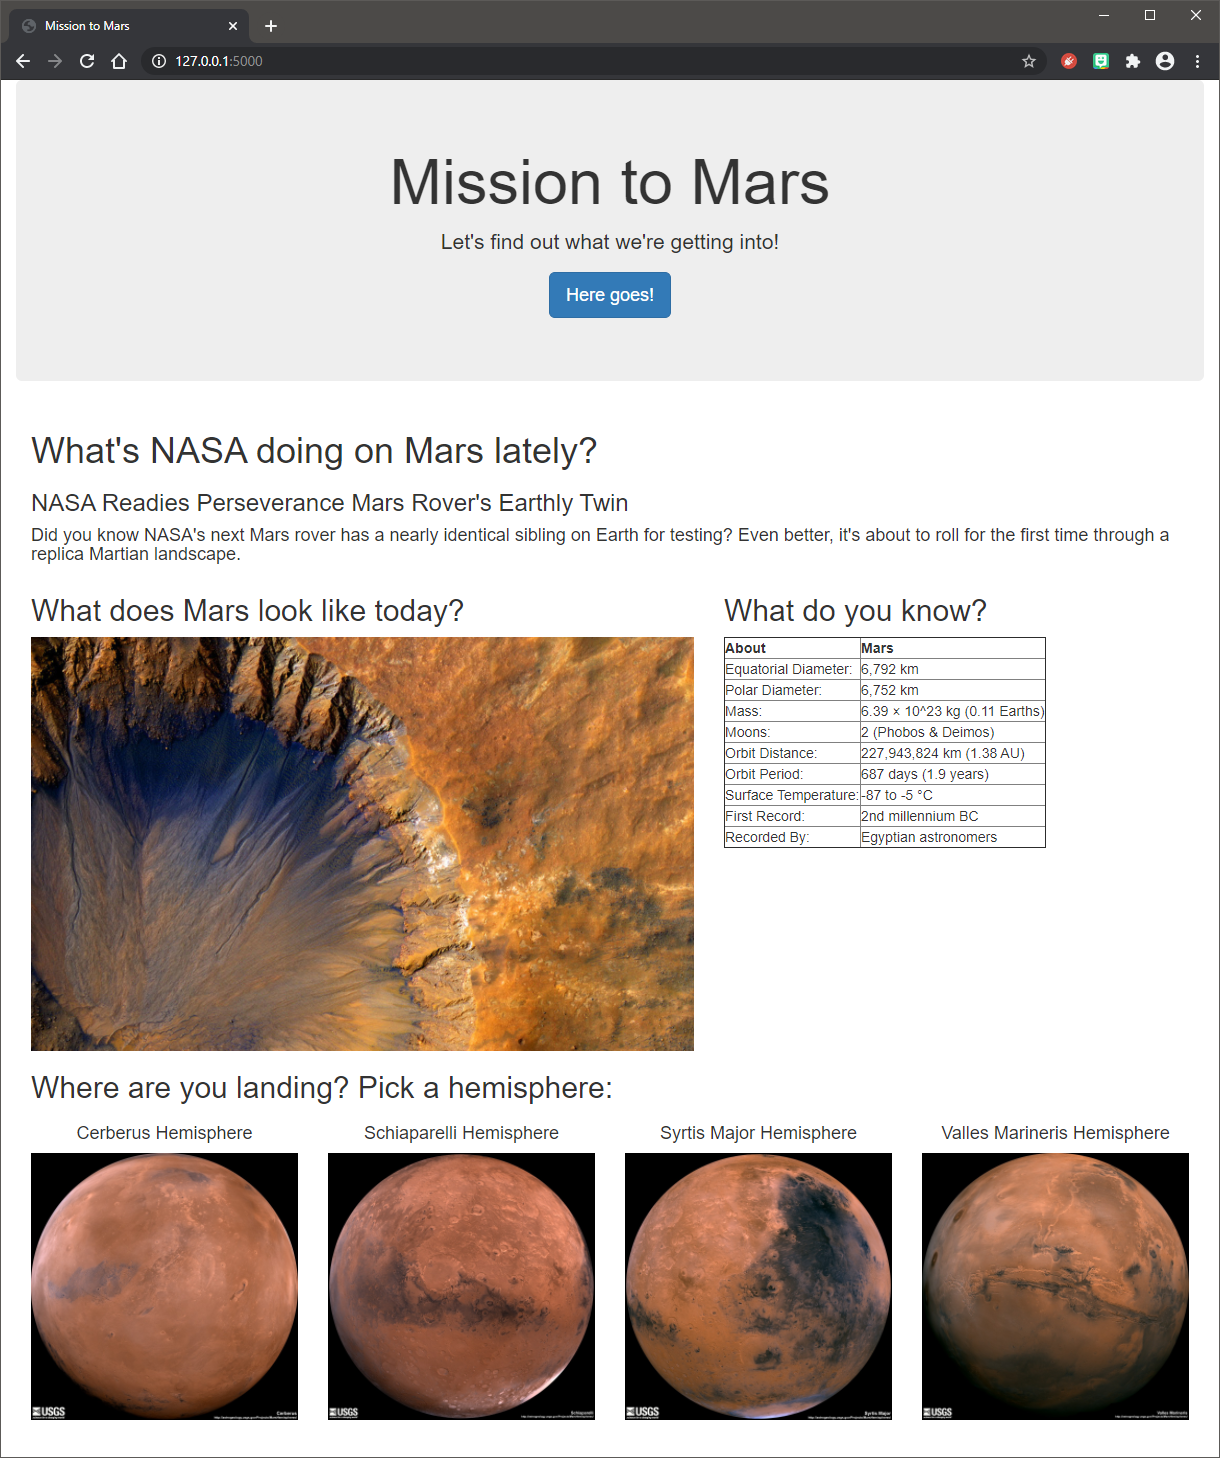 Mission to Mars
127.0.0.1:5000
Mission to Mars
Let's find out what we're getting into!
Here goes!
What's NASA doing on Mars lately?
NASA Readies Perseverance Mars Rover's Earthly Twin
Did you know NASA's next Mars rover has a nearly identical sibling on Earth for testing? Even better, it's about to roll for the first time through a
replica Martian landscape.
What does Mars look like today?
What do you know?
About Mars
Equatorial Diameter: 6,792 km
Polar Diameter: 6,752 km
Mass: 6.39 × 10^23 kg (0.11 Earths)
Moons: 2 (Phobos & Deimos)
Orbit Distance: 227,943,824 km (1.38 AU)
Orbit Period: 687 days (1.9 years)
Surface Temperature: -87 to -5 °C
First Record: 2nd millennium BC
Recorded By: Egyptian astronomers
Where are you landing? Pick a hemisphere:
Cerberus Hemisphere
Schiaparelli Hemisphere
Syrtis Major Hemisphere
Valles Marineris Hemisphere
USGS
Cerberus
USGS
Schiaparelli
USGS
Syrtis Major
USGS
Valles Marineris